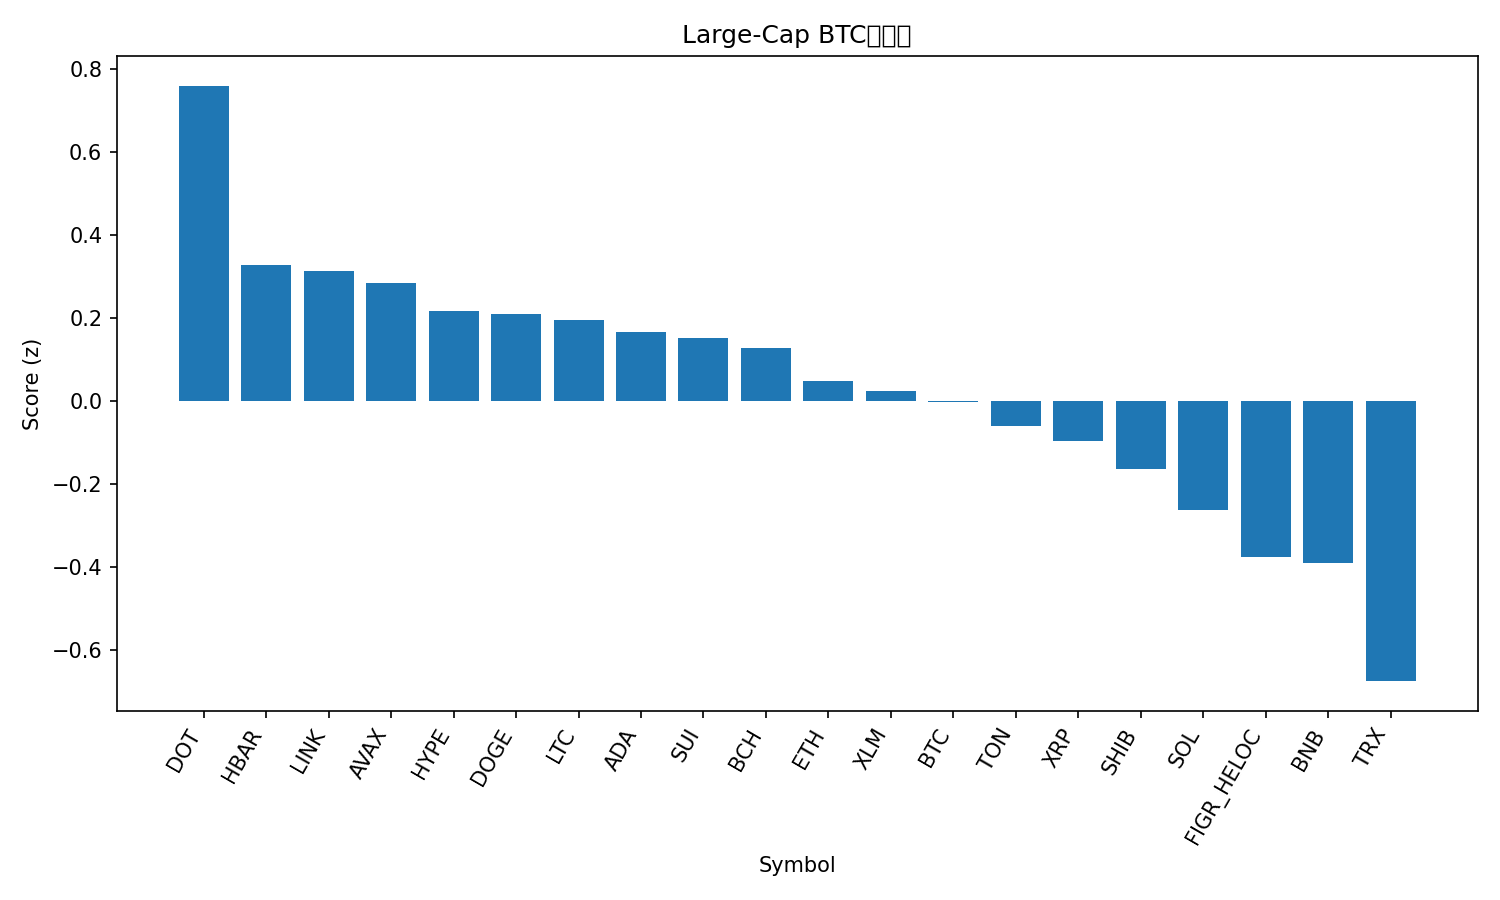 Large-Cap BTC
Score (z)
0.8
0.6
0.4
0.2
0.0
−0.2
−0.4
−0.6
DOT HBAR LINK AVAX HYPE DOGE LTC ADA SUI BCH ETH XLM BTC TON XRP SHIB SOL FIGR_HELOC BNB TRX
Symbol